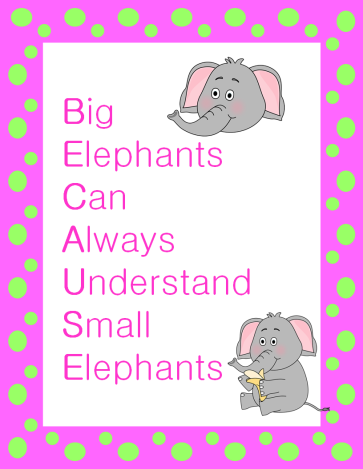 Big
Elephants
Can
Always
Understand
Small
Elephants